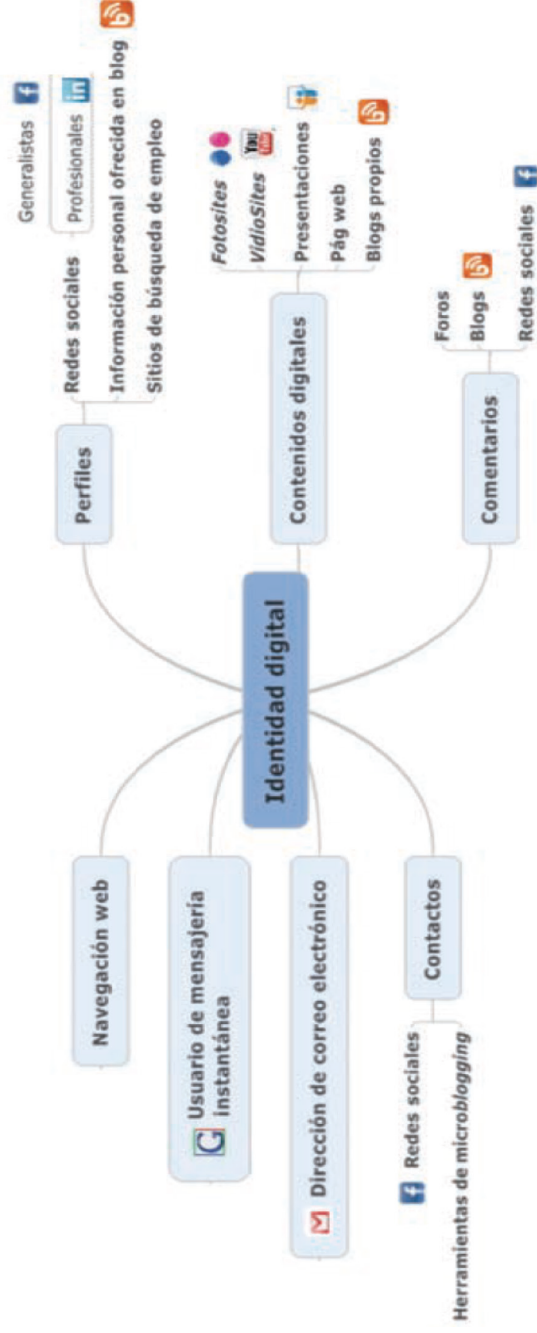 Identidad digital
Perfiles
Redes sociales
Generalistas
Profesionales
Información personal ofrecida en blog
Sitios de búsqueda de empleo
Contenidos digitales
Fotosites
VidioSites
You
Tube
Presentaciones
Pág web
Blogs propios
Comentarios
Foros
Blogs
Redes sociales
Navegación web
Usuario de mensajería
instantánea
Dirección de correo electrónico
Contactos
Redes sociales
Herramientas de microblogging